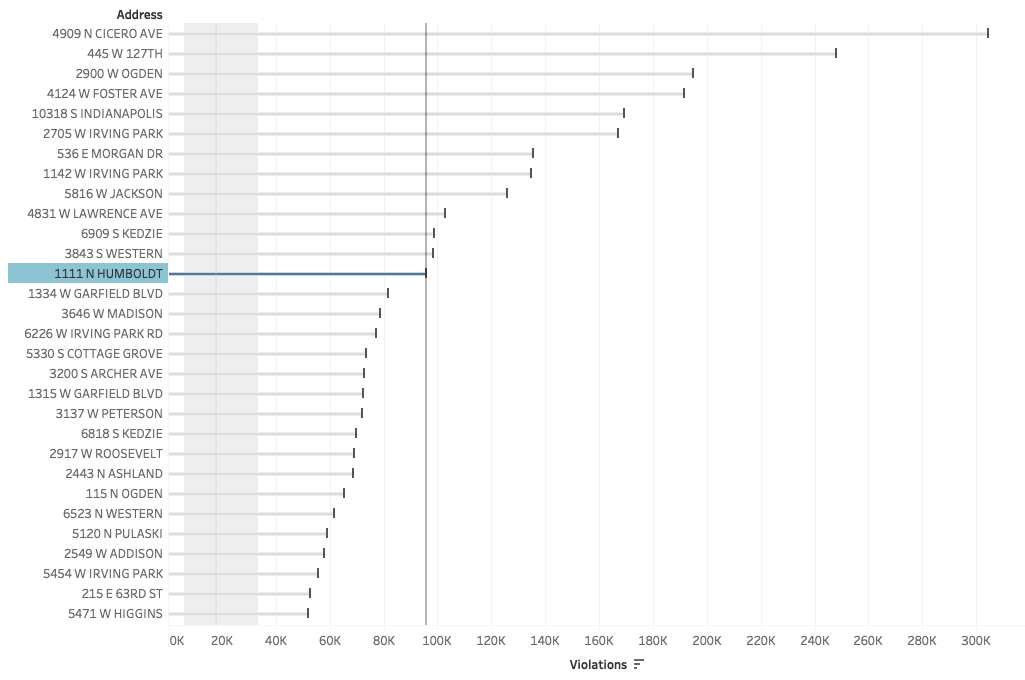 Address
4909 N CICERO AVE
445 W 127TH
2900 W OGDEN
4124 W FOSTER AVE
10318 S INDIANAPOLIS
2705 W IRVING PARK
536 E MORGAN DR
1142 W IRVING PARK
5816 W JACKSON
4831 W LAWRENCE AVE
6909 S KEDZIE
3843 S WESTERN
1111 N HUMBOLDT
1334 W GARFIELD BLVD
3646 W MADISON
6226 W IRVING PARK RD
5330 S COTTAGE GROVE
3200 S ARCHER AVE
1315 W GARFIELD BLVD
3137 W PETERSON
6818 S KEDZIE
2917 W ROOSEVELT
2443 N ASHLAND
115 N OGDEN
6523 N WESTERN
5120 N PULASKI
2549 W ADDISON
5454 W IRVING PARK
215 E 63RD ST
5471 W HIGGINS
0K 20K 40K 60K 80K 100K 120K 140K 160K 180K 200K 220K 240K 260K 280K 300K
Violations